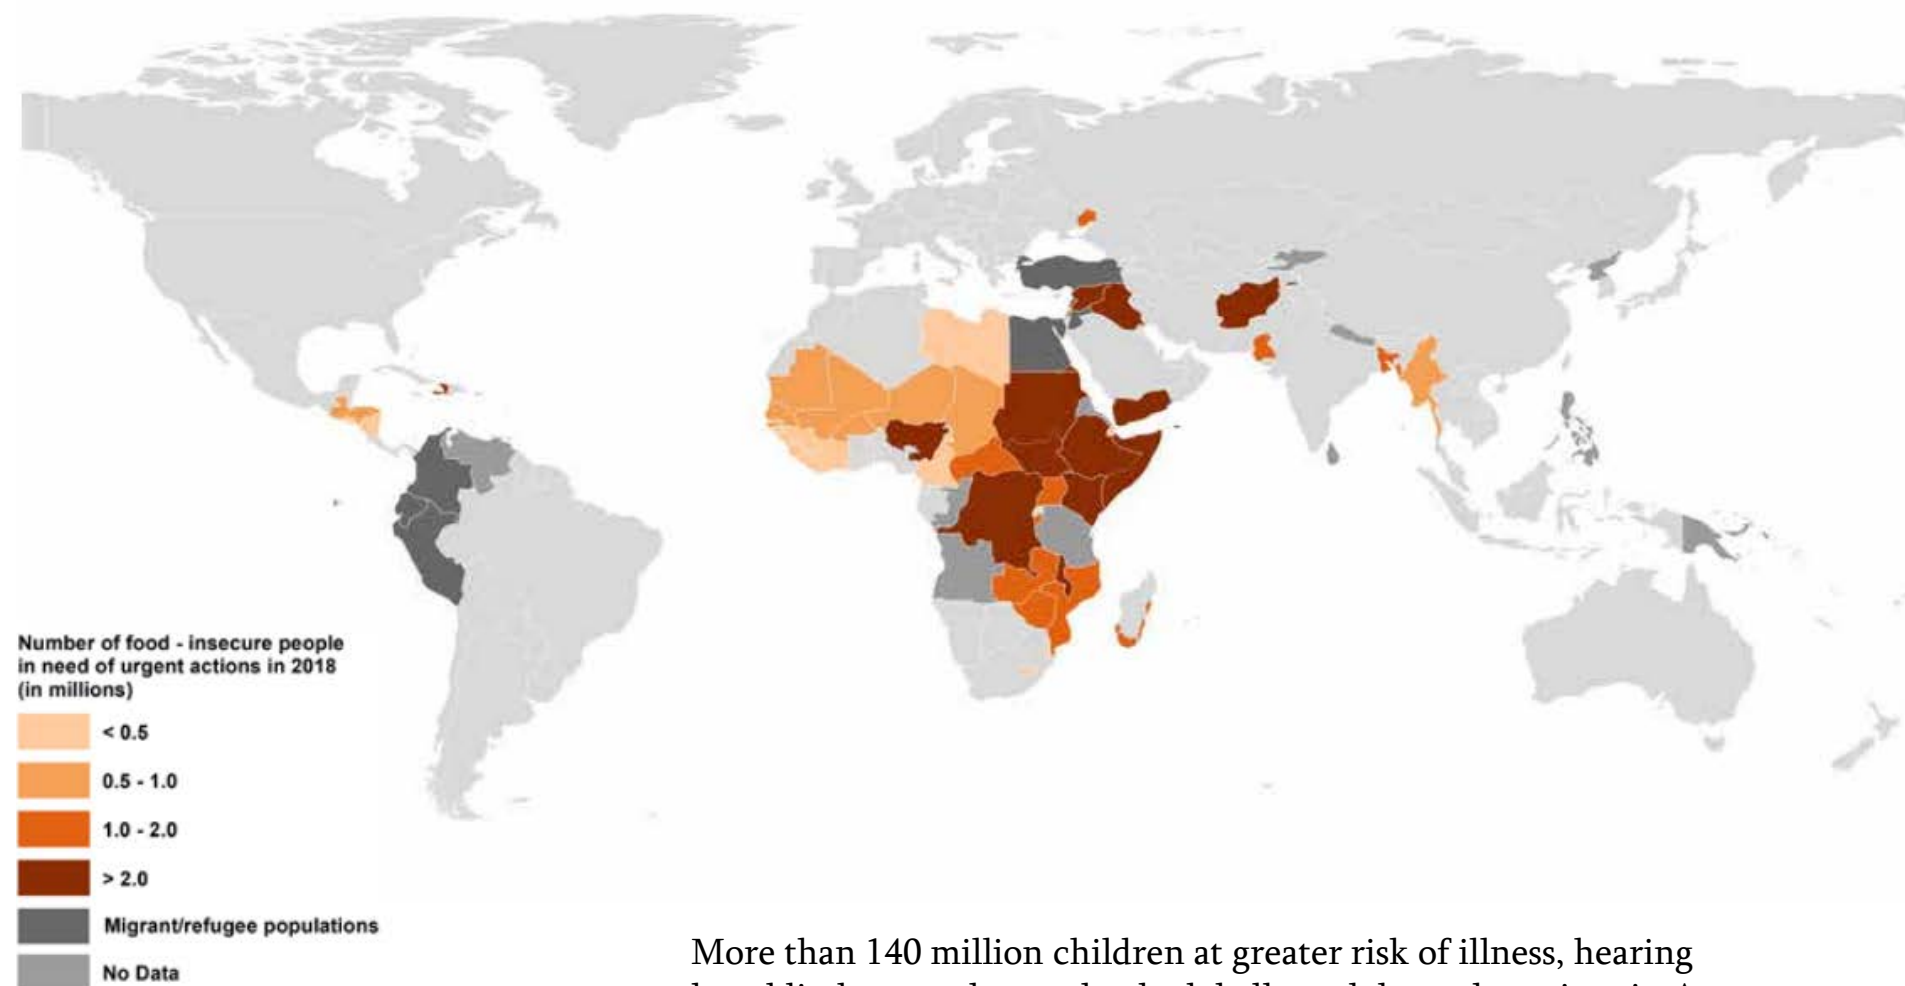 Number of food - insecure people
in need of urgent actions in 2018
(in millions)
< 0.5
0.5 - 1.0
1.0 - 2.0
> 2.0
Migrant/refugee populations
No Data
More than 140 million children at greater risk of illness, hearing